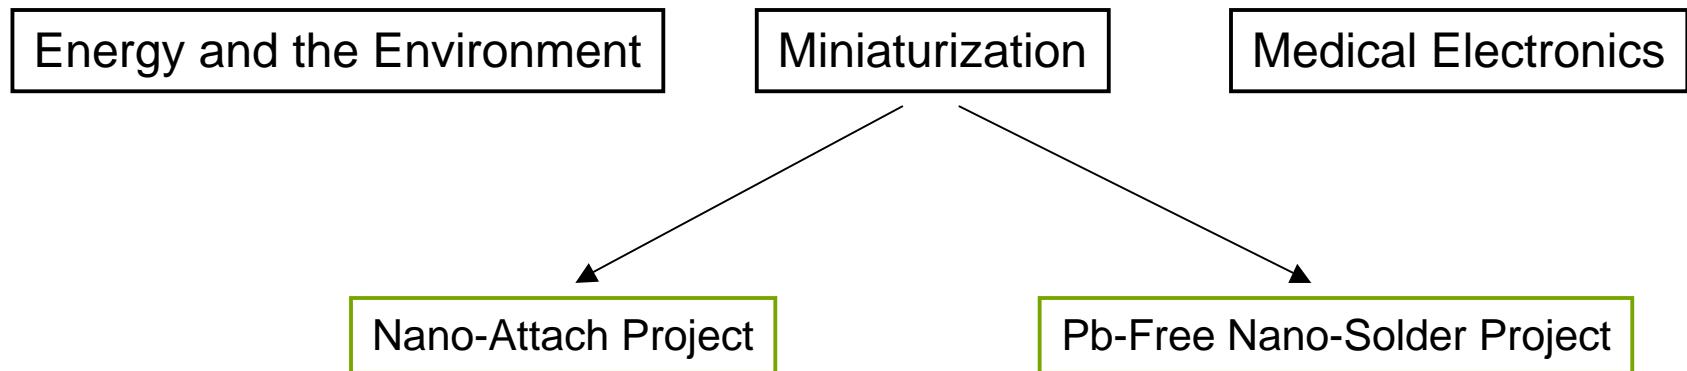 Energy and the Environment
Miniaturization
Medical Electronics
Nano-Attach Project
Pb-Free Nano-Solder Project